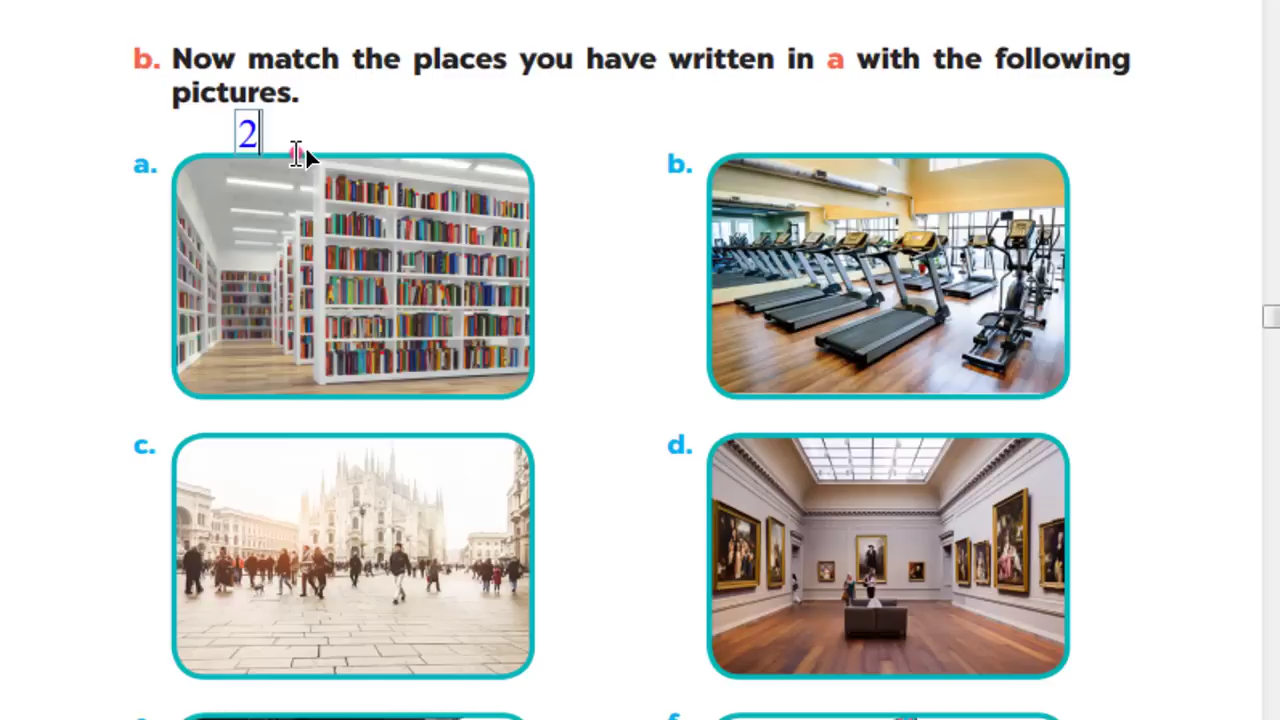 b. Now match the places you have written in a with the following
pictures.
2
a.
b.
c.
d.